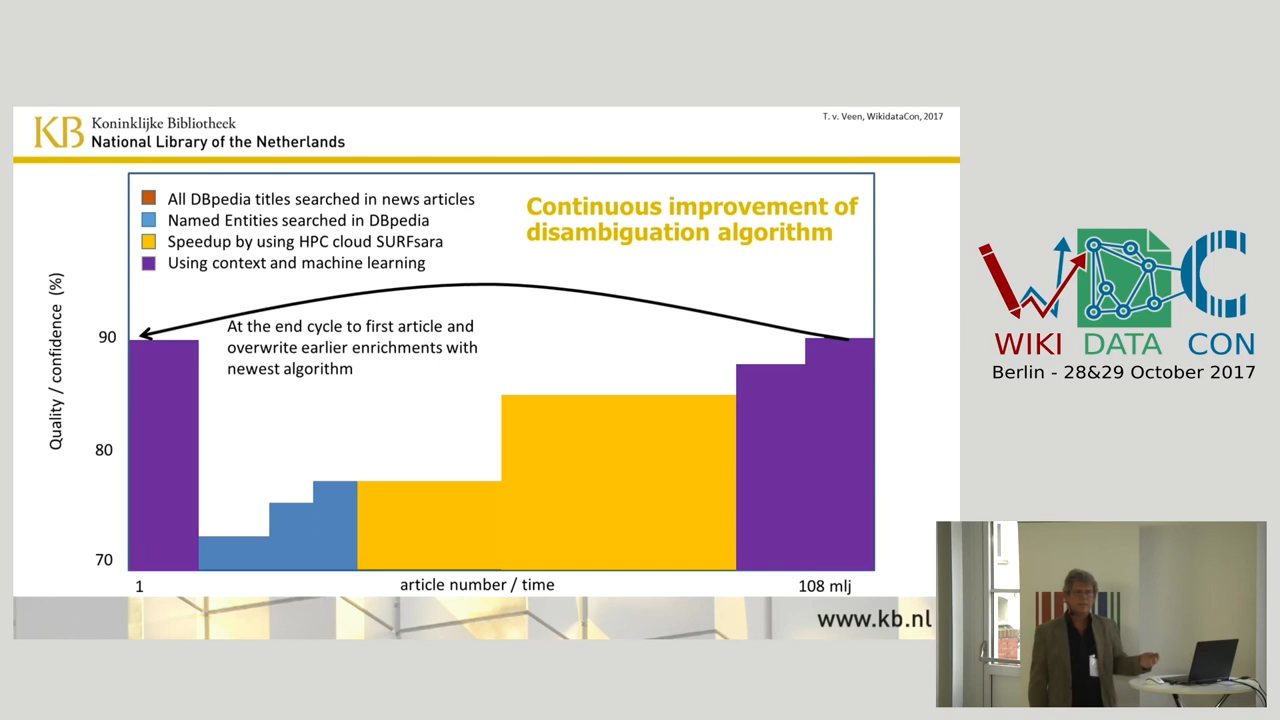 KB Koninklijke Bibliotheek
National Library of the Netherlands
T. v. Veen, WikidataCon, 2017
All DBpedia titles searched in news articles
Named Entities searched in DBpedia
Speedup by using HPC cloud SURFsara
Using context and machine learning
Continuous improvement of
disambiguation algorithm
At the end cycle to first article and
overwrite earlier enrichments with
newest algorithm
Quality / confidence (%)
90
80
70
1
article number / time
108 mlj
www.kb.nl
WDC
WIKI DATA CON
Berlin - 28&29 October 2017